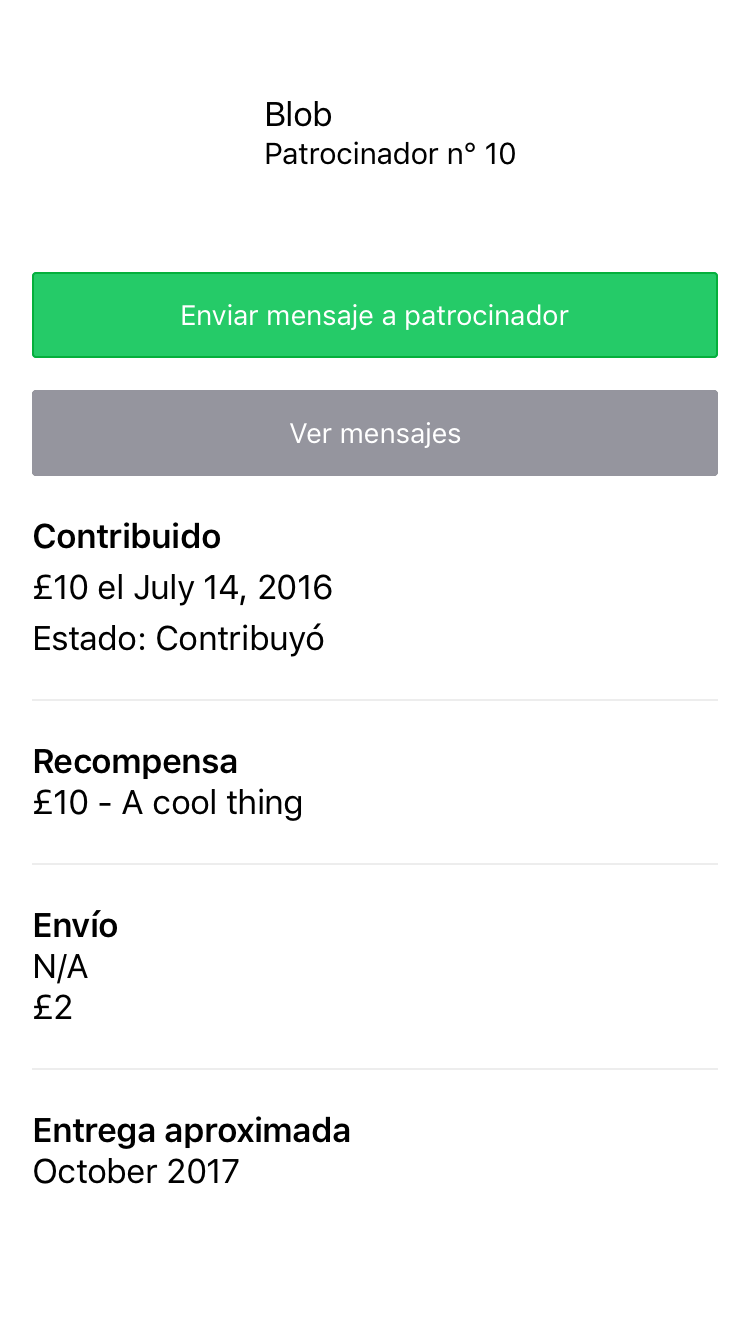 Blob
Patrocinador n° 10
Enviar mensaje a patrocinador
Ver mensajes
Contribuido
£10 el July 14, 2016
Estado: Contribuyó
Recompensa
£10 - A cool thing
Envío
N/A
£2
Entrega aproximada
October 2017